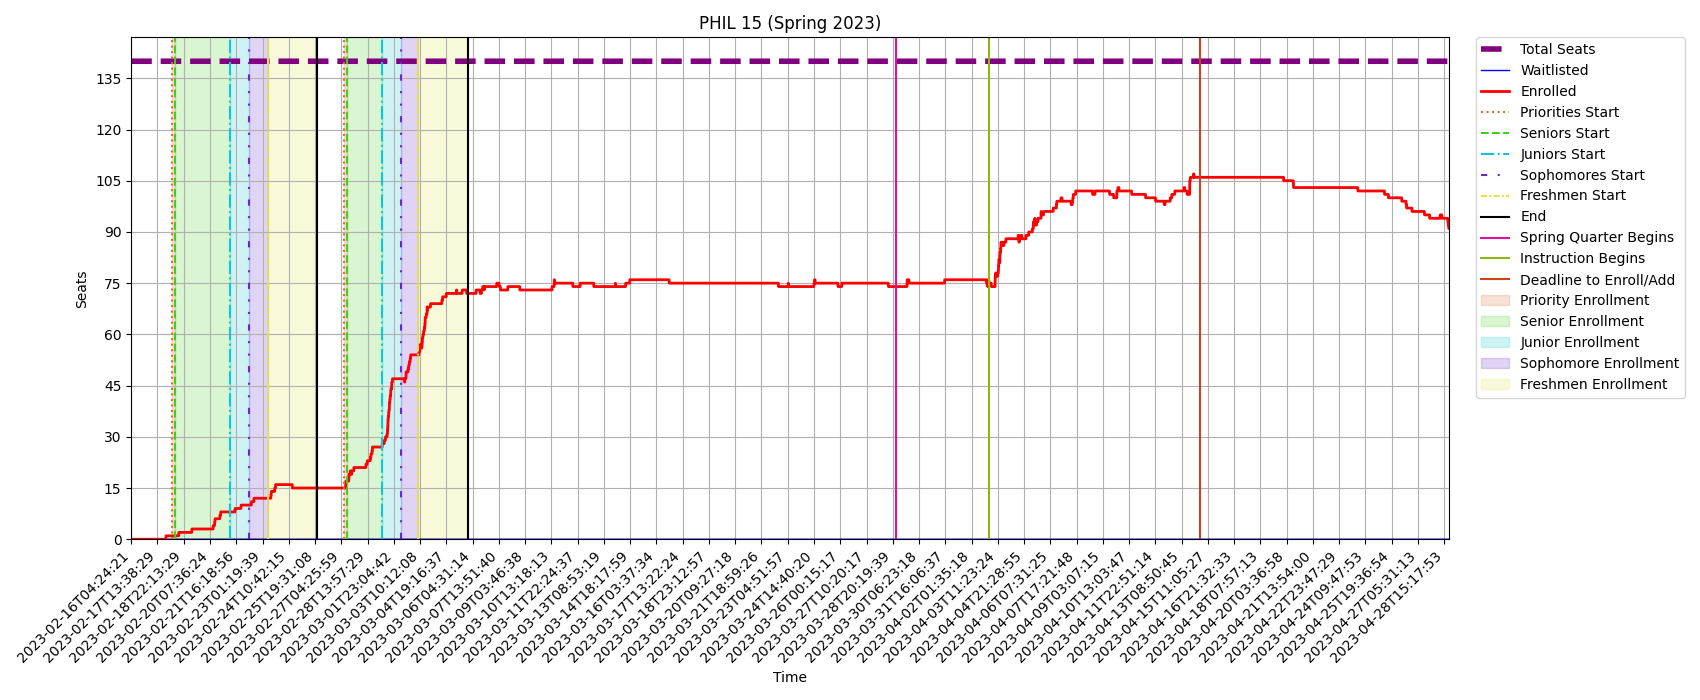 PHIL 15 (Spring 2023)
Seats
135
120
105
90
75
60
45
30
15
0
2023-02-16T04:24:21
2023-02-17T13:38:29
2023-02-18T22:13:29
2023-02-20T07:36:24
2023-02-21T16:18:56
2023-02-23T01:19:39
2023-02-24T10:42:15
2023-02-25T19:31:08
2023-02-27T04:25:59
2023-02-28T13:57:29
2023-03-01T23:04:42
2023-03-03T10:12:08
2023-03-04T19:16:37
2023-03-06T04:31:14
2023-03-07T13:51:40
2023-03-09T03:46:38
2023-03-10T13:18:13
2023-03-11T22:24:37
2023-03-13T08:53:19
2023-03-14T18:17:59
2023-03-16T03:37:34
2023-03-17T13:22:24
2023-03-18T23:12:57
2023-03-20T09:27:18
2023-03-21T18:59:26
2023-03-23T04:51:57
2023-03-24T14:40:20
2023-03-26T00:15:17
2023-03-27T10:20:17
2023-03-28T20:19:39
2023-03-30T06:23:18
2023-03-31T16:06:37
2023-04-02T01:35:18
2023-04-03T11:23:24
2023-04-04T21:28:55
2023-04-06T07:31:25
2023-04-07T17:21:48
2023-04-09T03:07:15
2023-04-10T13:03:47
2023-04-11T22:51:14
2023-04-13T08:50:45
2023-04-15T11:05:27
2023-04-16T21:32:33
2023-04-18T07:57:13
2023-04-20T03:36:58
2023-04-21T13:54:00
2023-04-22T23:47:29
2023-04-24T09:47:53
2023-04-25T19:36:54
2023-04-27T05:31:13
2023-04-28T15:17:53
Time
Total Seats
Waitlisted
Enrolled
Priorities Start
Seniors Start
Juniors Start
Sophomores Start
Freshmen Start
End
Spring Quarter Begins
Instruction Begins
Deadline to Enroll/Add
Priority Enrollment
Senior Enrollment
Junior Enrollment
Sophomore Enrollment
Freshmen Enrollment